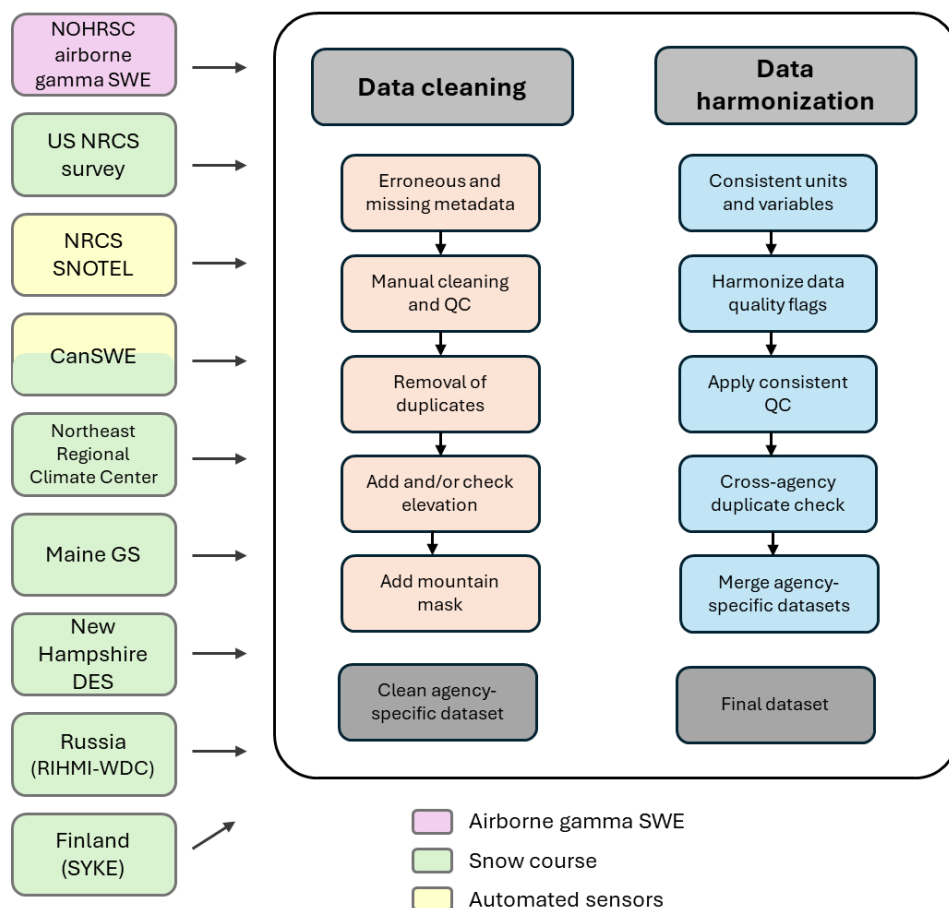 NOHRSC
airborne
gamma SWE
US NRCS
survey
NRCS
SNOTEL
CanSWE
Northeast
Regional
Climate Center
Maine GS
New
Hampshire
DES
Russia
(RIHMI-WDC)
Finland
(SYKE)
Data cleaning
Erroneous and
missing metadata
Manual cleaning
and QC
Removal of
duplicates
Add and/or check
elevation
Add mountain
mask
Clean agency-
specific dataset
Data
harmonization
Consistent units
and variables
Harmonize data
quality flags
Apply consistent
QC
Cross-agency
duplicate check
Merge agency-
specific datasets
Final dataset
Airborne gamma SWE
Snow course
Automated sensors